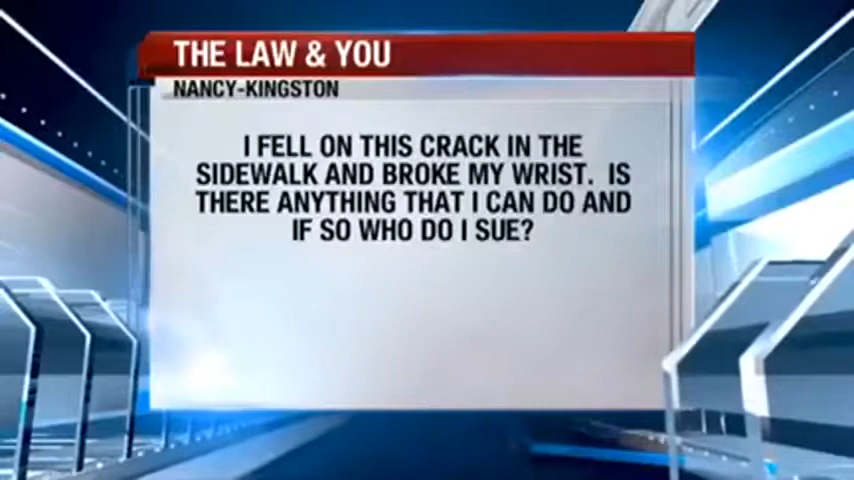 THE LAW & YOU
NANCY-KINGSTON
I FELL ON THIS CRACK IN THE
SIDEWALK AND BROKE MY WRIST. IS
THERE ANYTHING THAT I CAN DO AND
IF SO WHO DO I SUE?